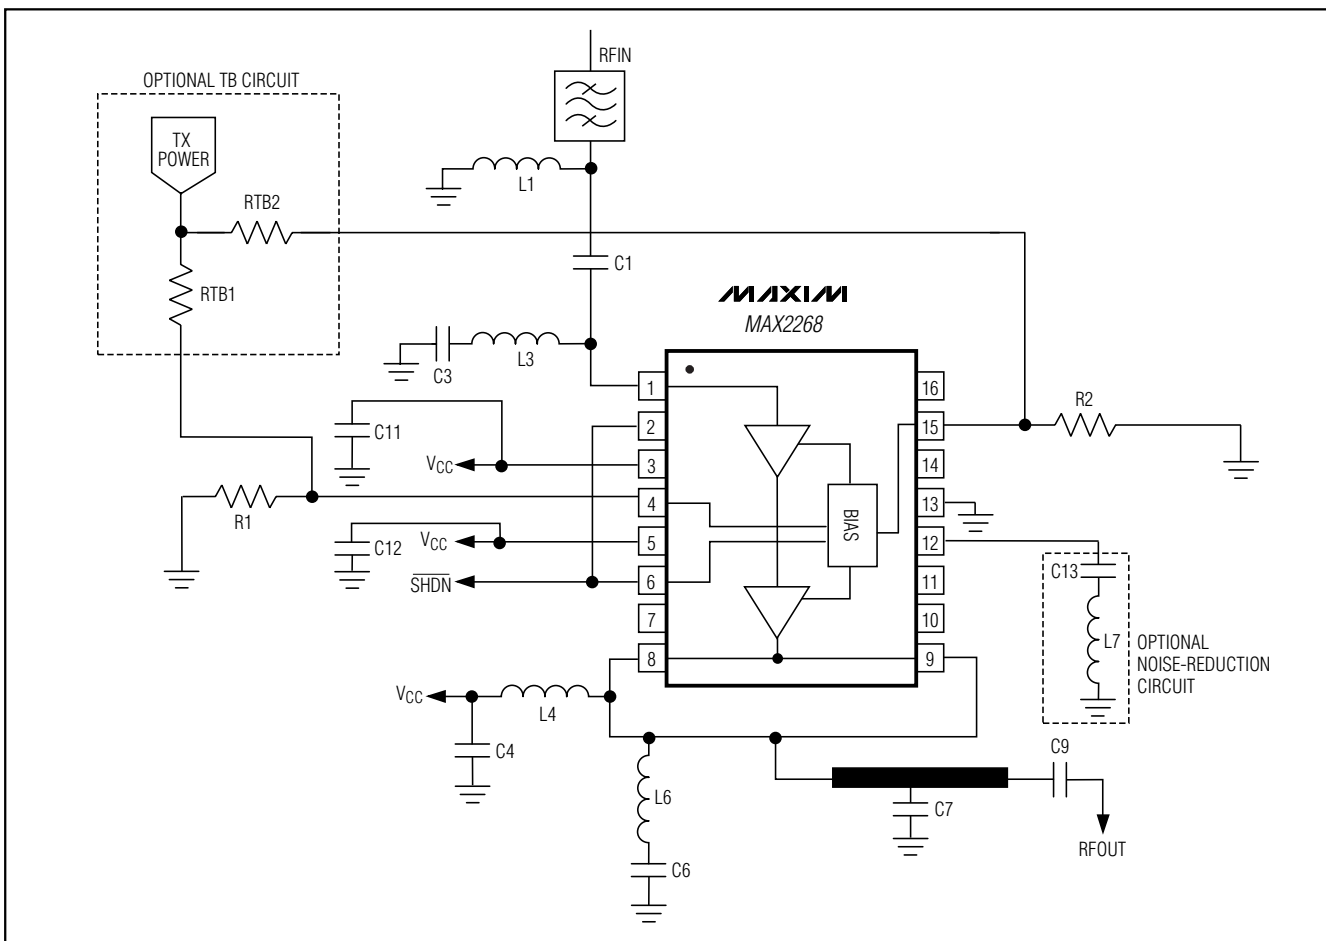 RFIN
OPTIONAL TB CIRCUIT
TX
POWER
L1
RTB2
C1
RTB1
MAXIM
MAX2268
L3
C3
1
16
R2
C11
2
15
VCC
3
14
4
13
R1
BIAS
C12
VCC
5
12
C13
SHDN
6
11
7
10
L7
OPTIONAL
NOISE-REDUCTION
CIRCUIT
8
9
VCC
L4
C4
C9
L6
C7
RFOUT
C6